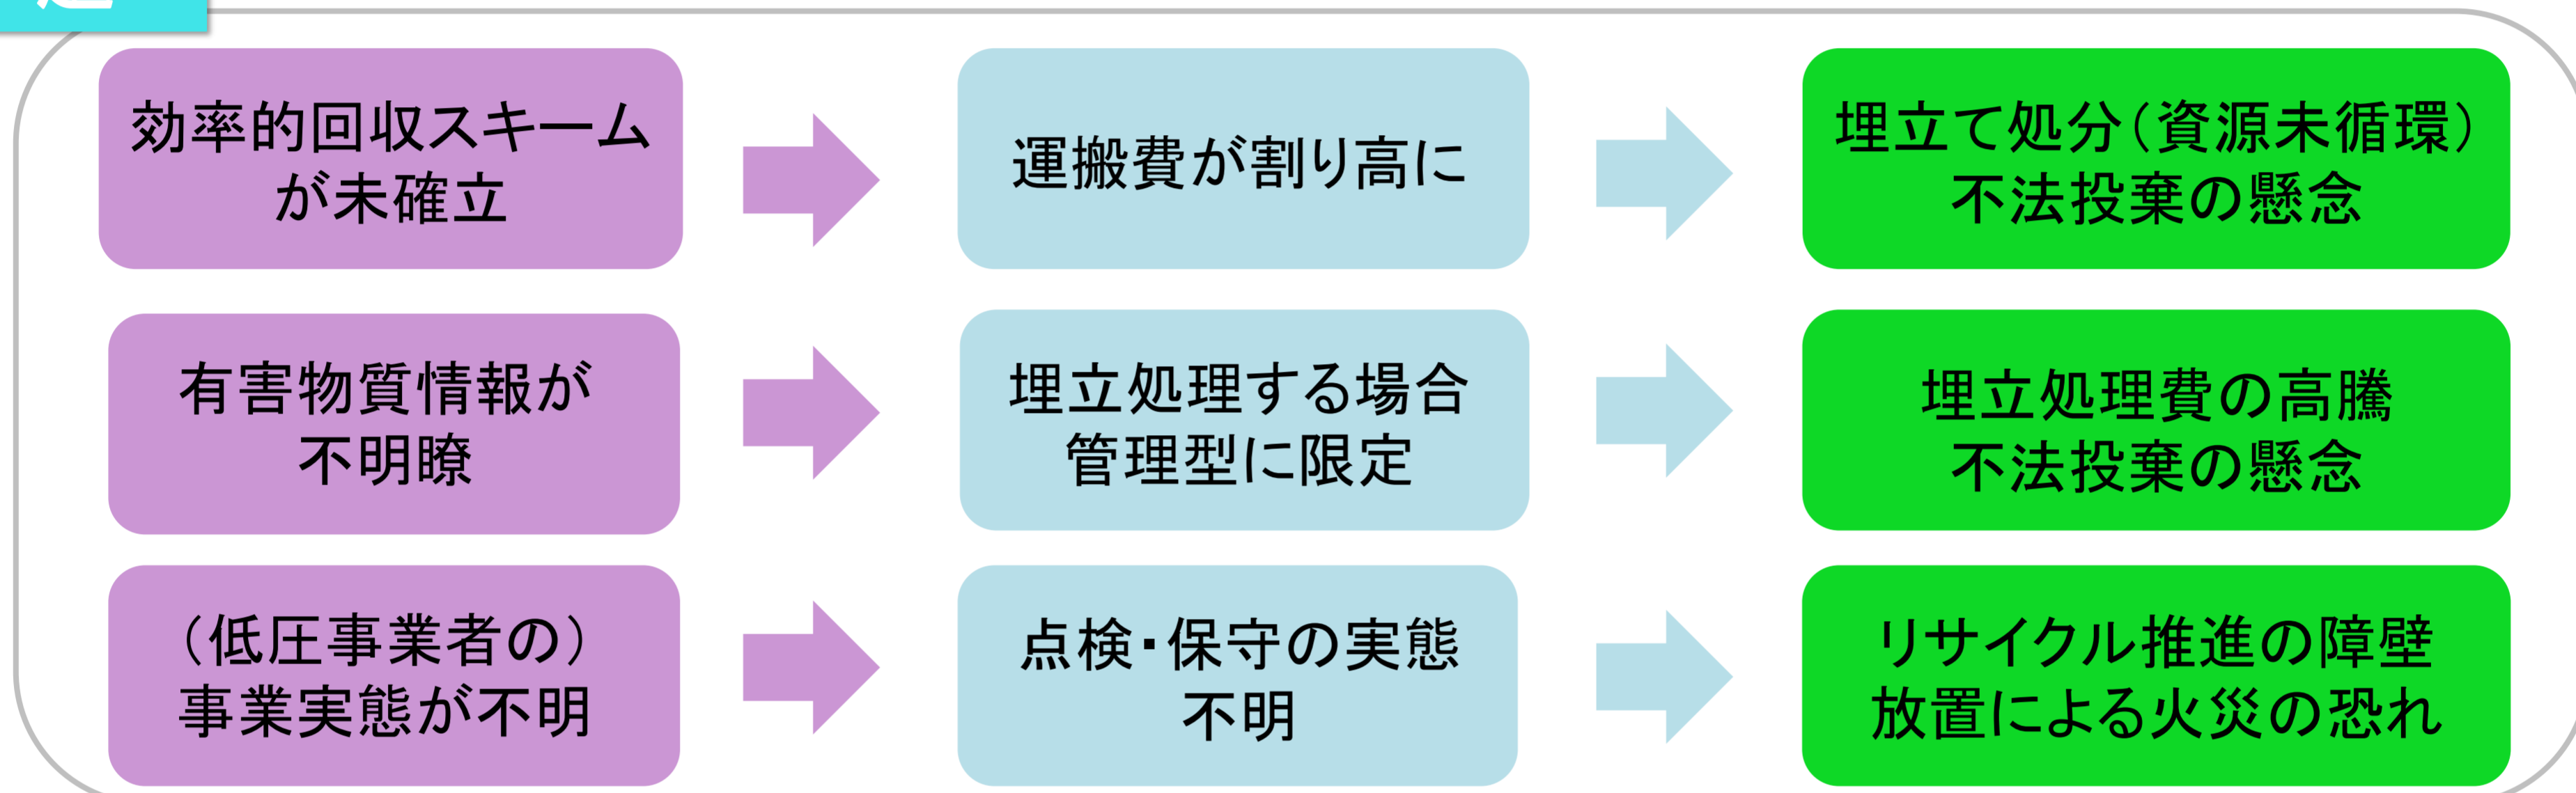 効率的回収スキーム
が未確立
運搬費が割り高に
埋立て処分（資源未循環）
不法投棄の懸念
有害物質情報が
不明瞭
埋立処理する場合
管理型に限定
埋立処理費の高騰
不法投棄の懸念
（低圧事業者の）
事業実態が不明
点検・保守の実態
不明
リサイクル推進の障壁
放置による火災の恐れ